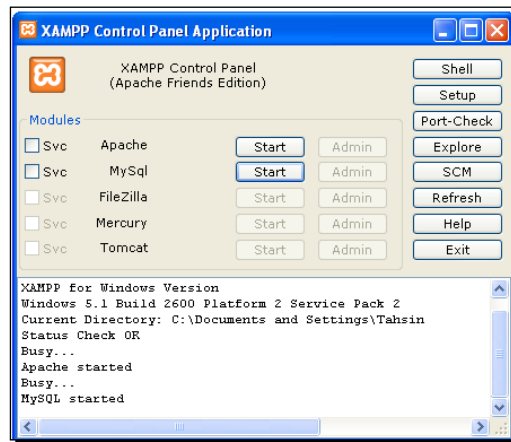 XAMPP Control Panel Application
XAMPP Control Panel
(Apache Friends Edition)
Shell
Setup
Modules
Port-Check
Svc Apache Start Admin Explore
Svc MySql Start Admin SCM
Svc FileZilla Start Admin Refresh
Svc Mercury Start Admin Help
Svc Tomcat Start Admin Exit
XAMPP for Windows Version
Windows 5.1 Build 2600 Platform 2 Service Pack 2
Current Directory: C:\Documents and Settings\Tahsin
Status Check OR
Busy...
Apache started
Busy...
MySQL started